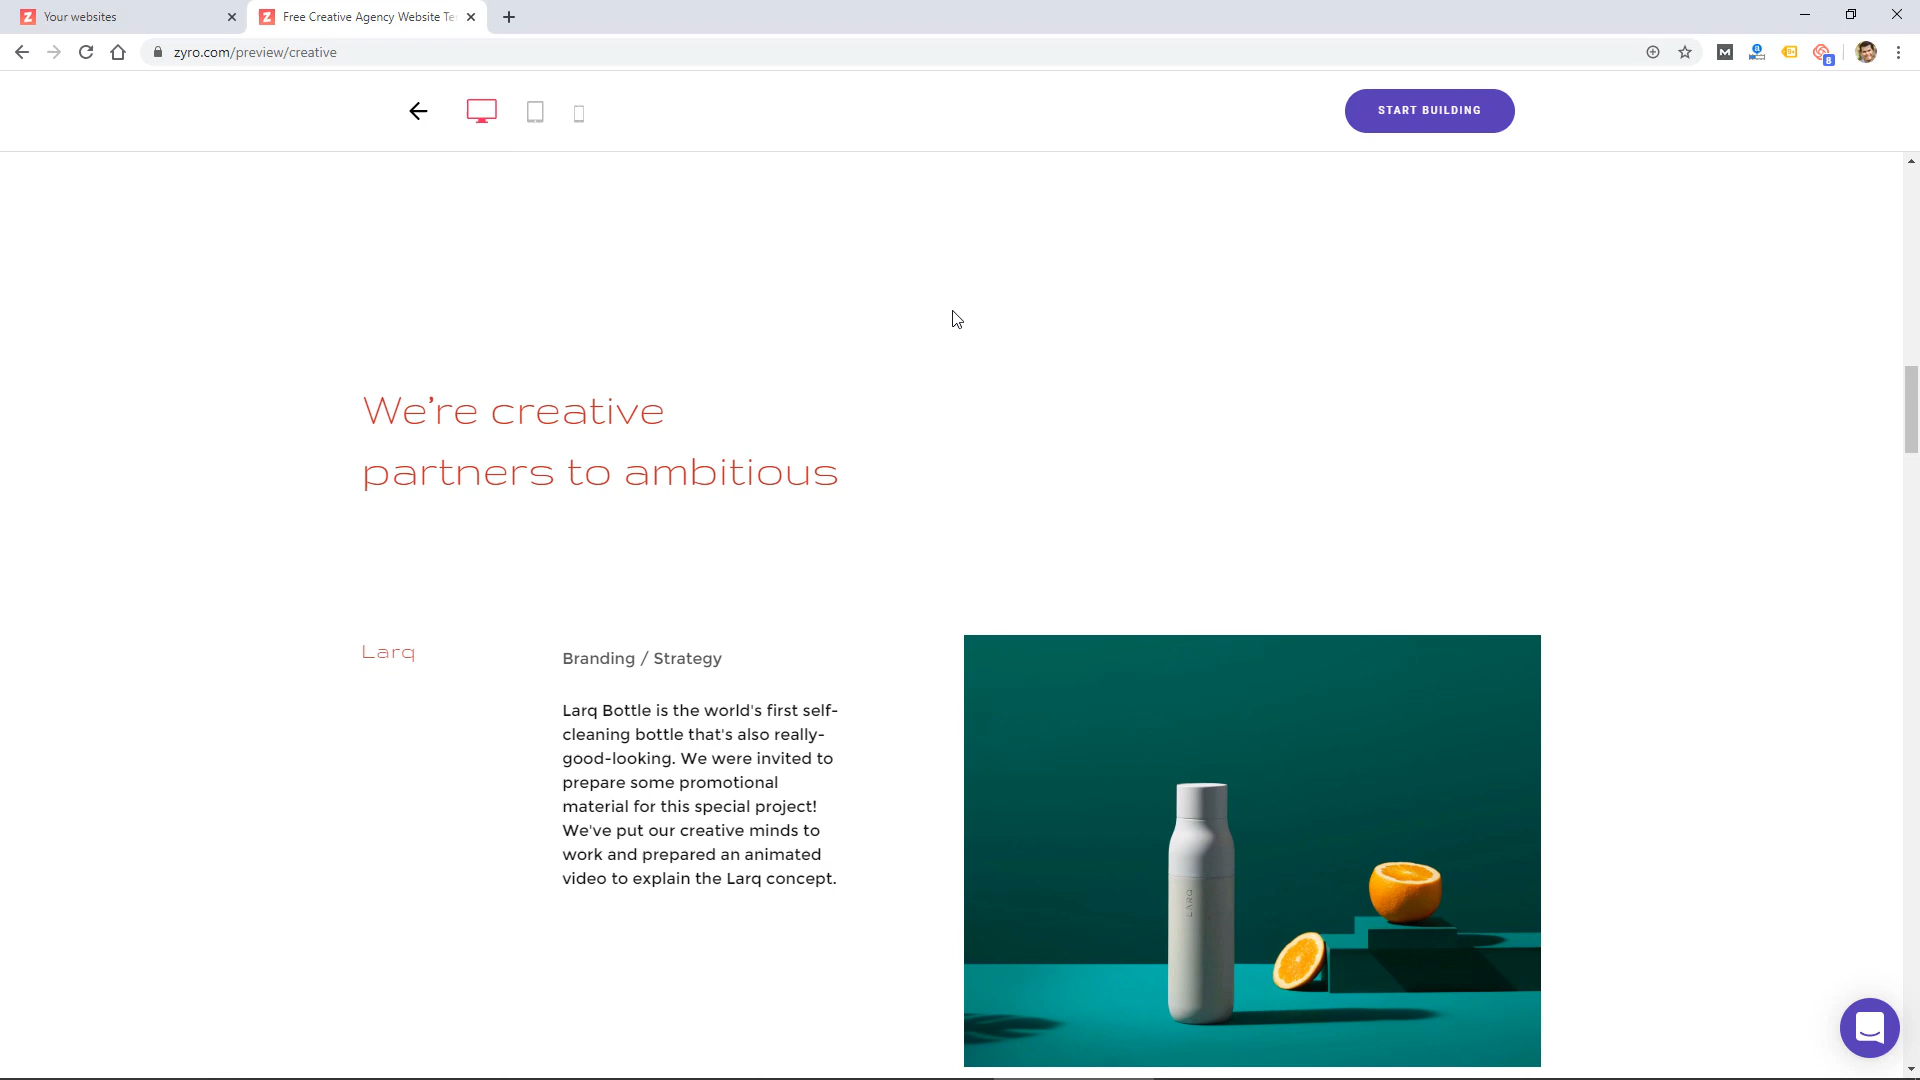 Your websites
Free Creative Agency Website Te
zyro.com/preview/creative
8
START BUILDING
We’re creative
partners to ambitious
Larq
Branding / Strategy
Larq Bottle is the world's first self-
cleaning bottle that's also really-
good-looking. We were invited to
prepare some promotional
material for this special project!
We've put our creative minds to
work and prepared an animated
video to explain the Larq concept.
LARQ